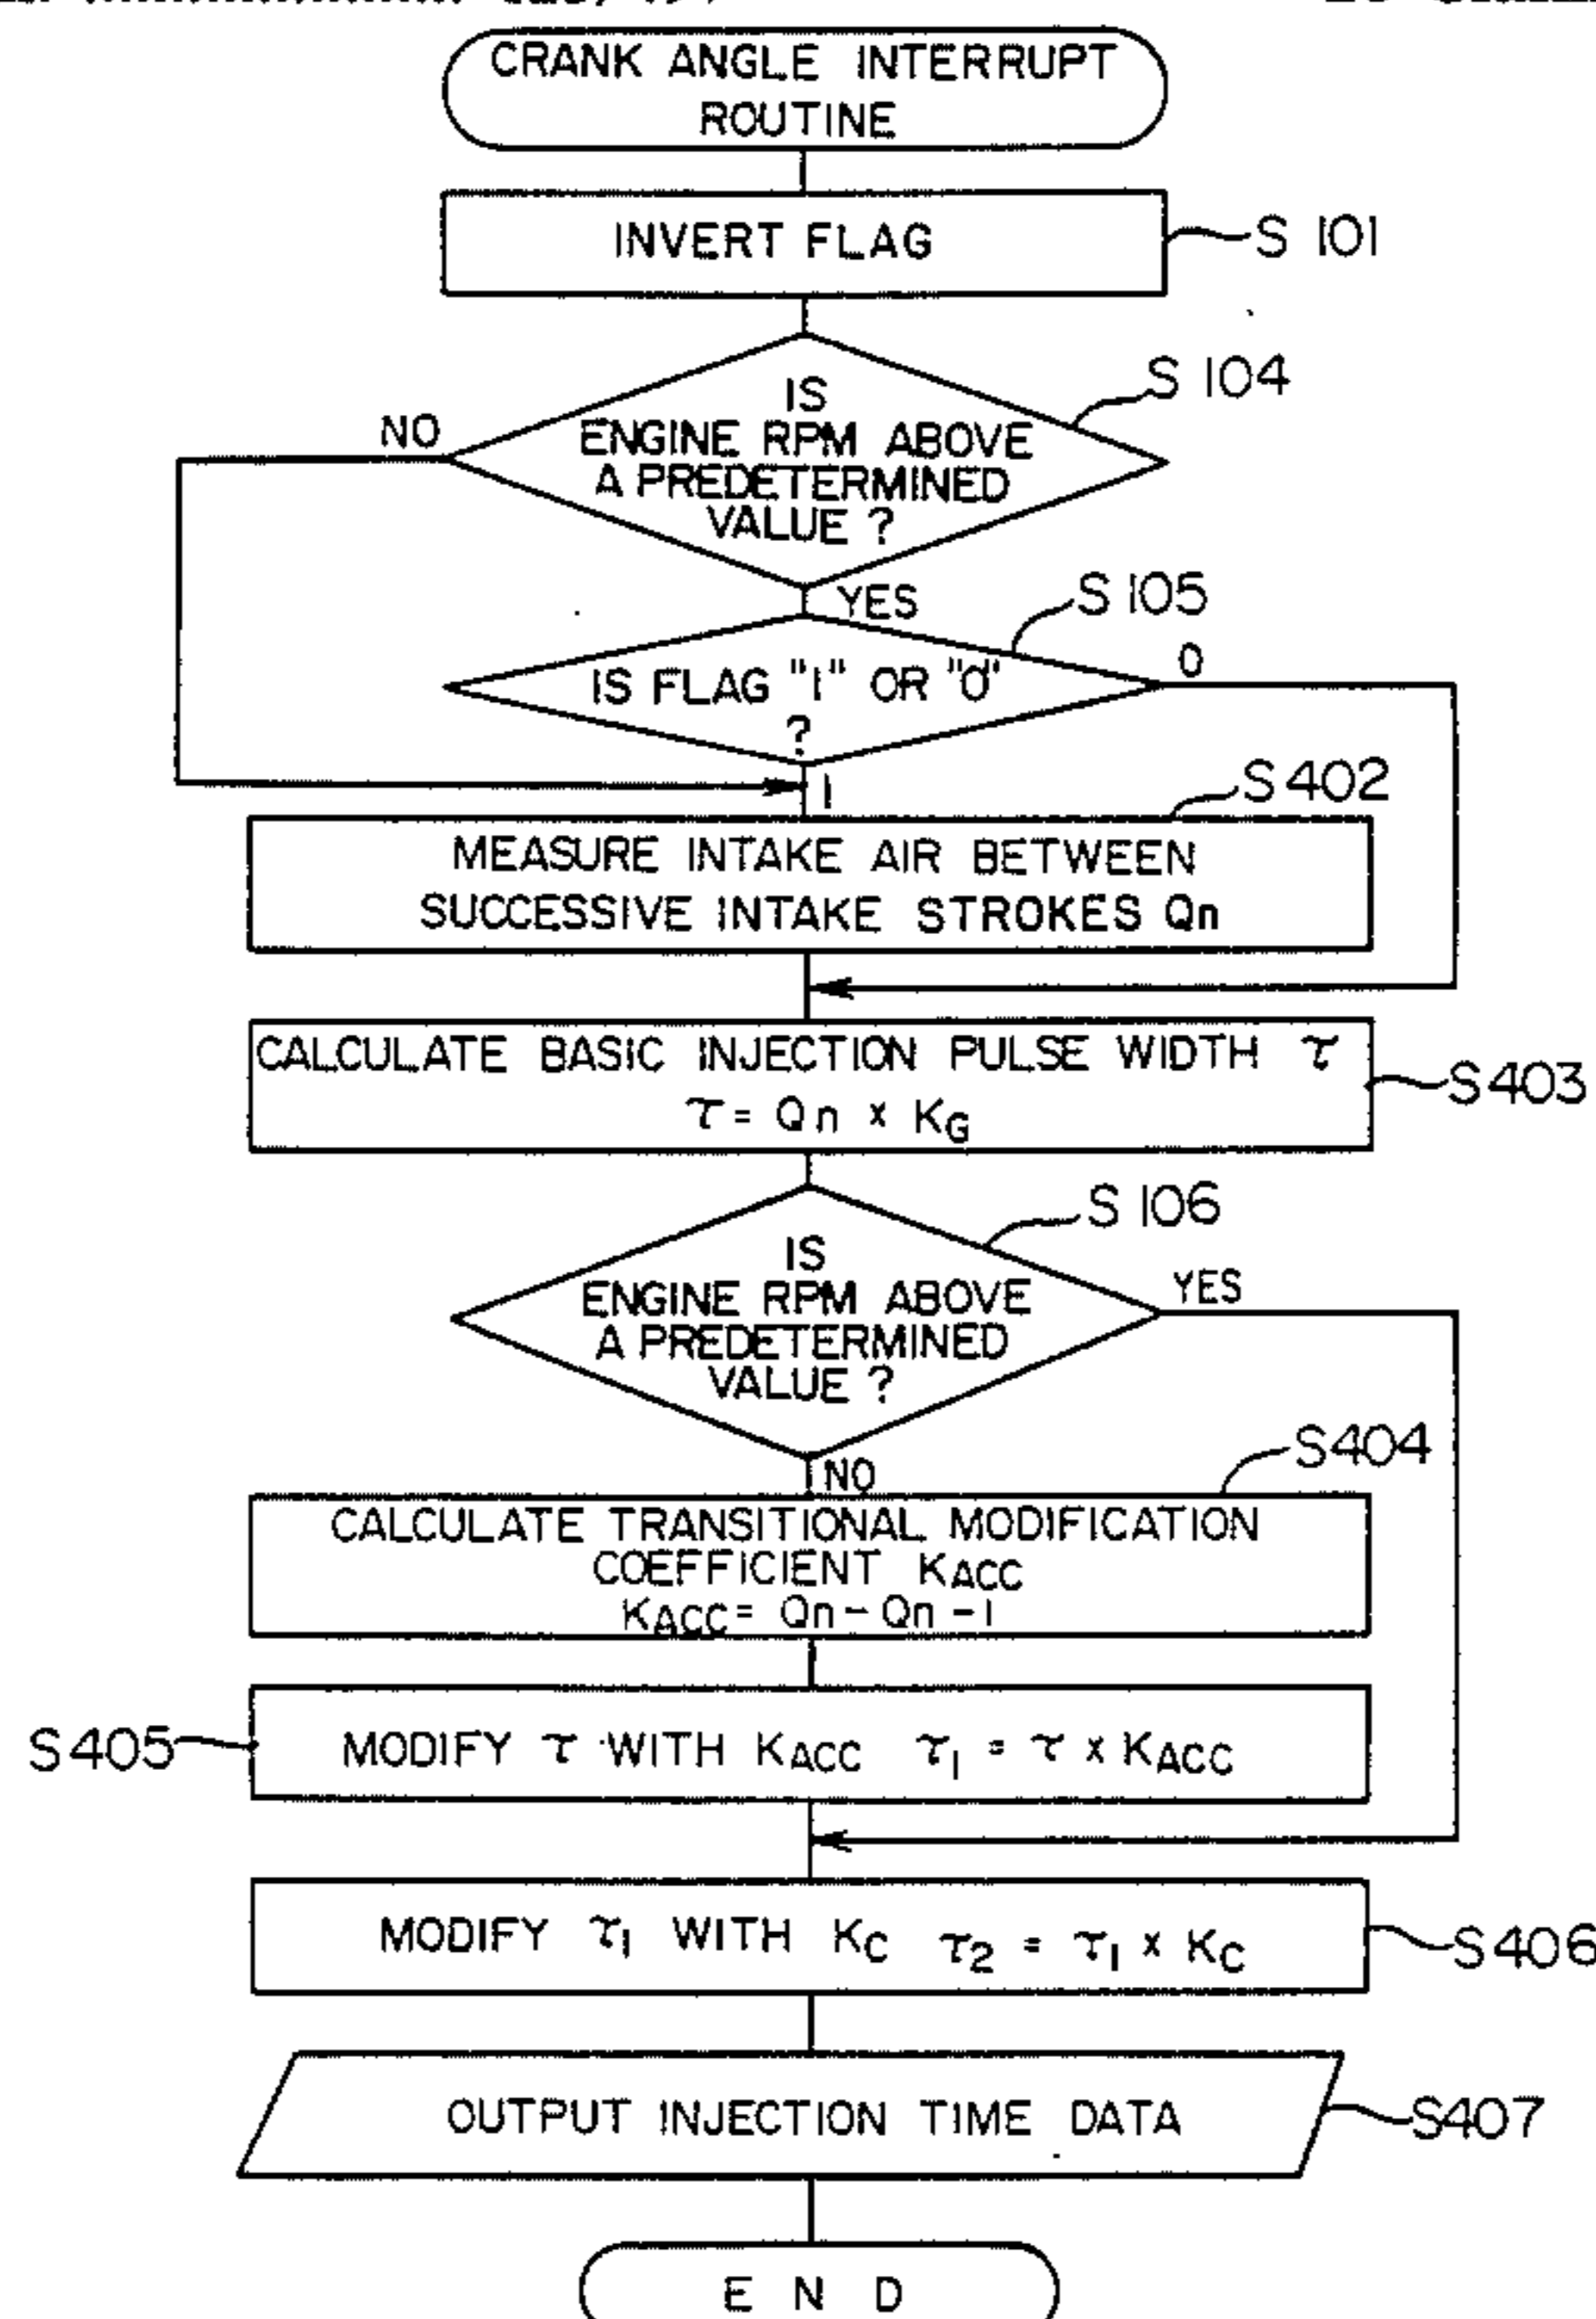 CRANK ANGLE INTERRUPT
ROUTINE
INVERT FLAG
S 101
IS
ENGINE RPM ABOVE
A PREDETERMINED
VALUE ?
S 104
NO
YES
S 105
IS FLAG "1" OR "0"
?
0
1
S402
MEASURE INTAKE AIR BETWEEN
SUCCESSIVE INTAKE STROKES Qn
CALCULATE BASIC INJECTION PULSE WIDTH τ
τ = Qn x KG
S403
S 106
IS
ENGINE RPM ABOVE
A PREDETERMINED
VALUE ?
YES
NO
S404
CALCULATE TRANSITIONAL MODIFICATION
COEFFICIENT KACC
KACC = Qn - Qn - 1
S405
MODIFY τ WITH KACC τ1 = τ x KACC
MODIFY τ1 WITH KC τ2 = τ1 x KC
S406
OUTPUT INJECTION TIME DATA
S407
END